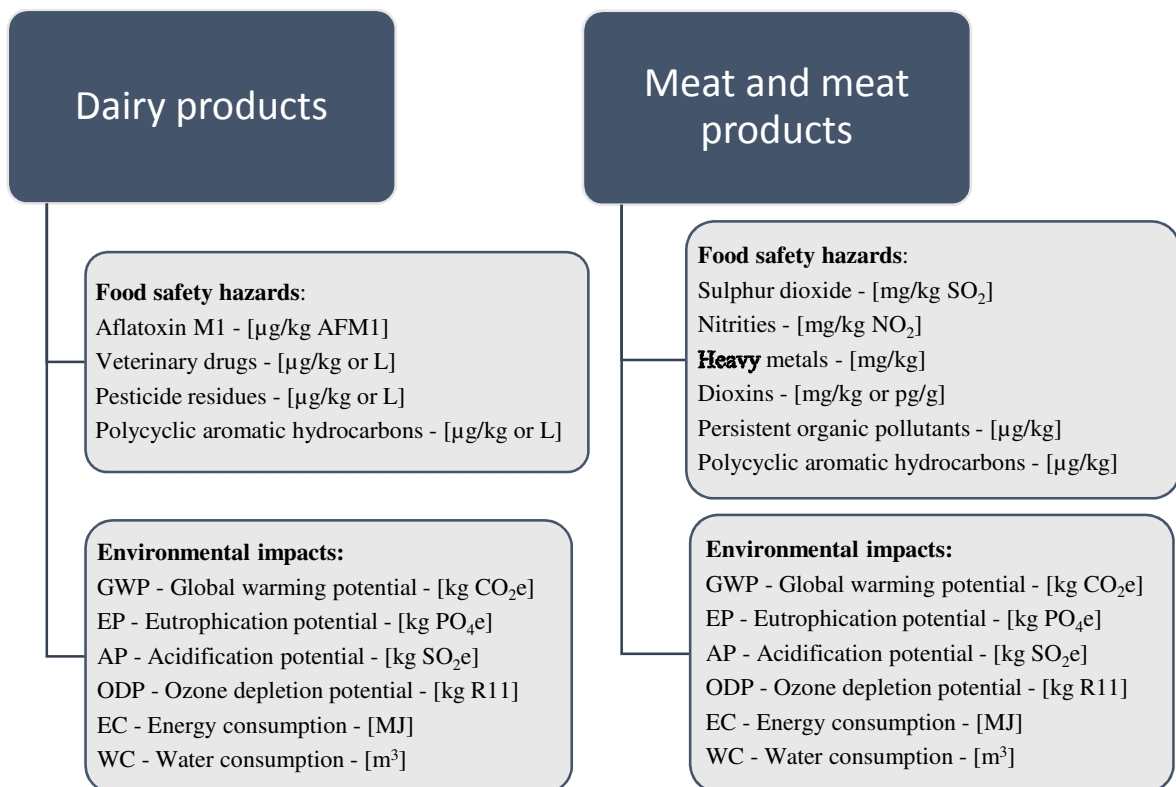 Dairy products
Food safety hazards:
Aflatoxin M1 - [µg/kg AFM1]
Veterinary drugs - [µg/kg or L]
Pesticide residues - [µg/kg or L]
Polycyclic aromatic hydrocarbons - [µg/kg or L]
Environmental impacts:
GWP - Global warming potential - [kg CO₂e]
EP - Eutrophication potential - [kg PO₄e]
AP - Acidification potential - [kg SO₂e]
ODP - Ozone depletion potential - [kg R11]
EC - Energy consumption - [MJ]
WC - Water consumption - [m³]
Meat and meat
products
Food safety hazards:
Sulphur dioxide - [mg/kg SO₂]
Nitrities - [mg/kg NO₂]
Heavy metals - [mg/kg]
Dioxins - [mg/kg or pg/g]
Persistent organic pollutants - [µg/kg]
Polycyclic aromatic hydrocarbons - [µg/kg]
Environmental impacts:
GWP - Global warming potential - [kg CO₂e]
EP - Eutrophication potential - [kg PO₄e]
AP - Acidification potential - [kg SO₂e]
ODP - Ozone depletion potential - [kg R11]
EC - Energy consumption - [MJ]
WC - Water consumption - [m³]